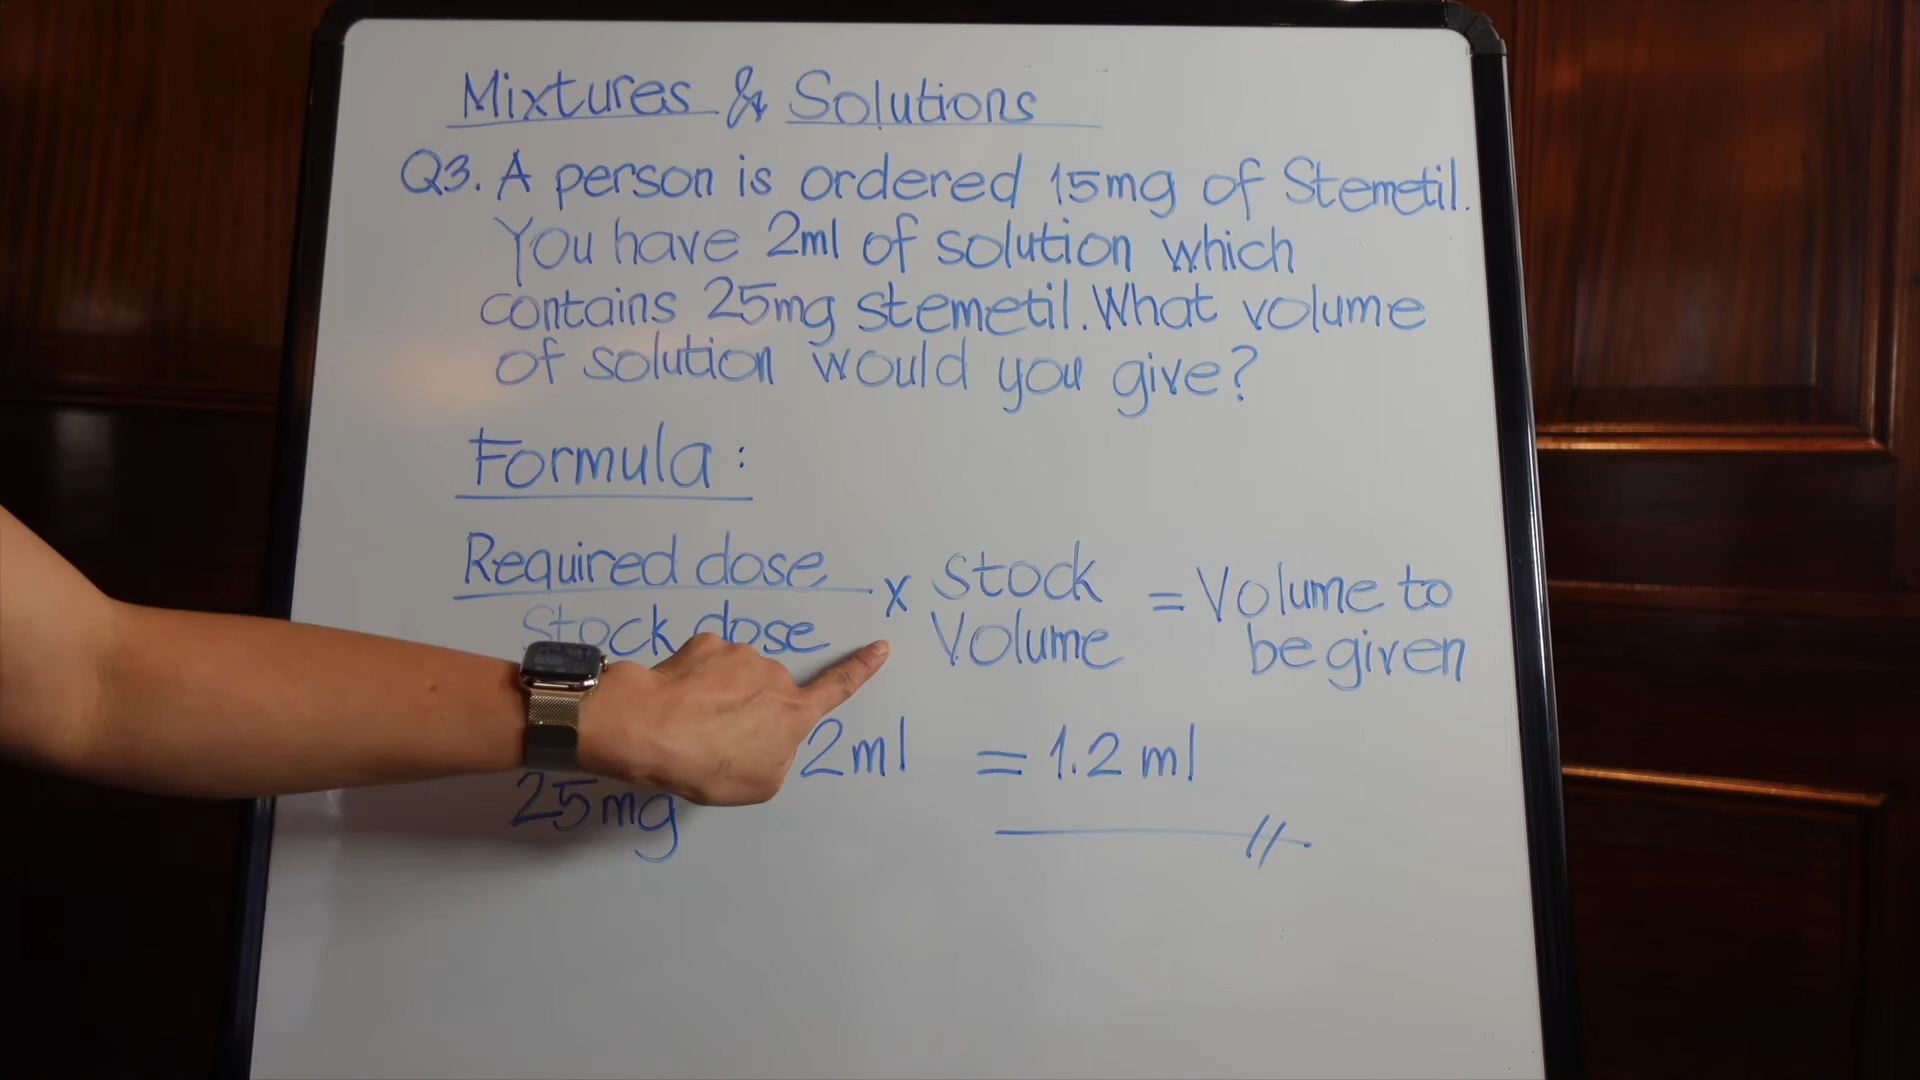 Mixtures & Solutions
Q3. A person is ordered 15mg of Stemetil.
You have 2ml of solution which
contains 25mg stemetil. What volume
of solution would you give?
Formula:
Required dose
Stock dose
x
Stock
Volume
= Volume to
be given
2ml = 1.2 ml
25mg